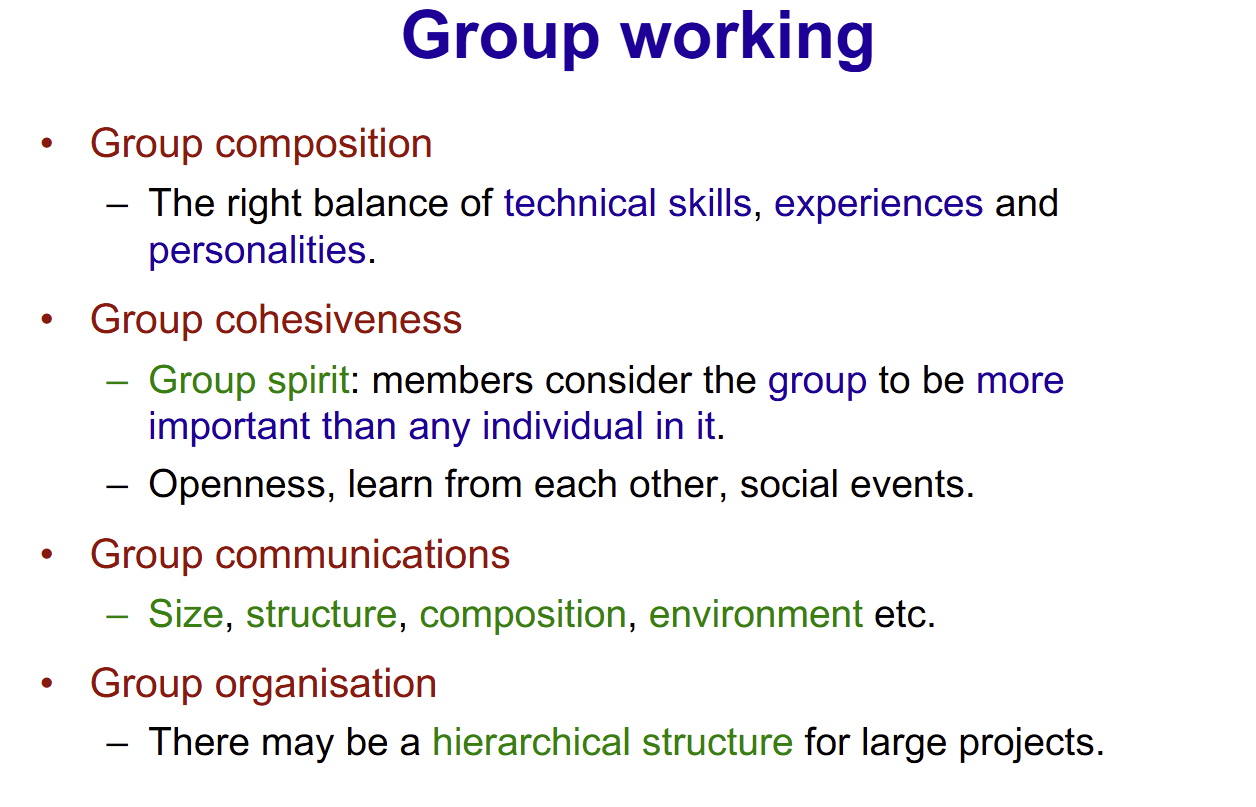 Group working
• Group composition
– The right balance of technical skills, experiences and
personalities.
• Group cohesiveness
– Group spirit: members consider the group to be more
important than any individual in it.
– Openness, learn from each other, social events.
• Group communications
– Size, structure, composition, environment etc.
• Group organisation
– There may be a hierarchical structure for large projects.